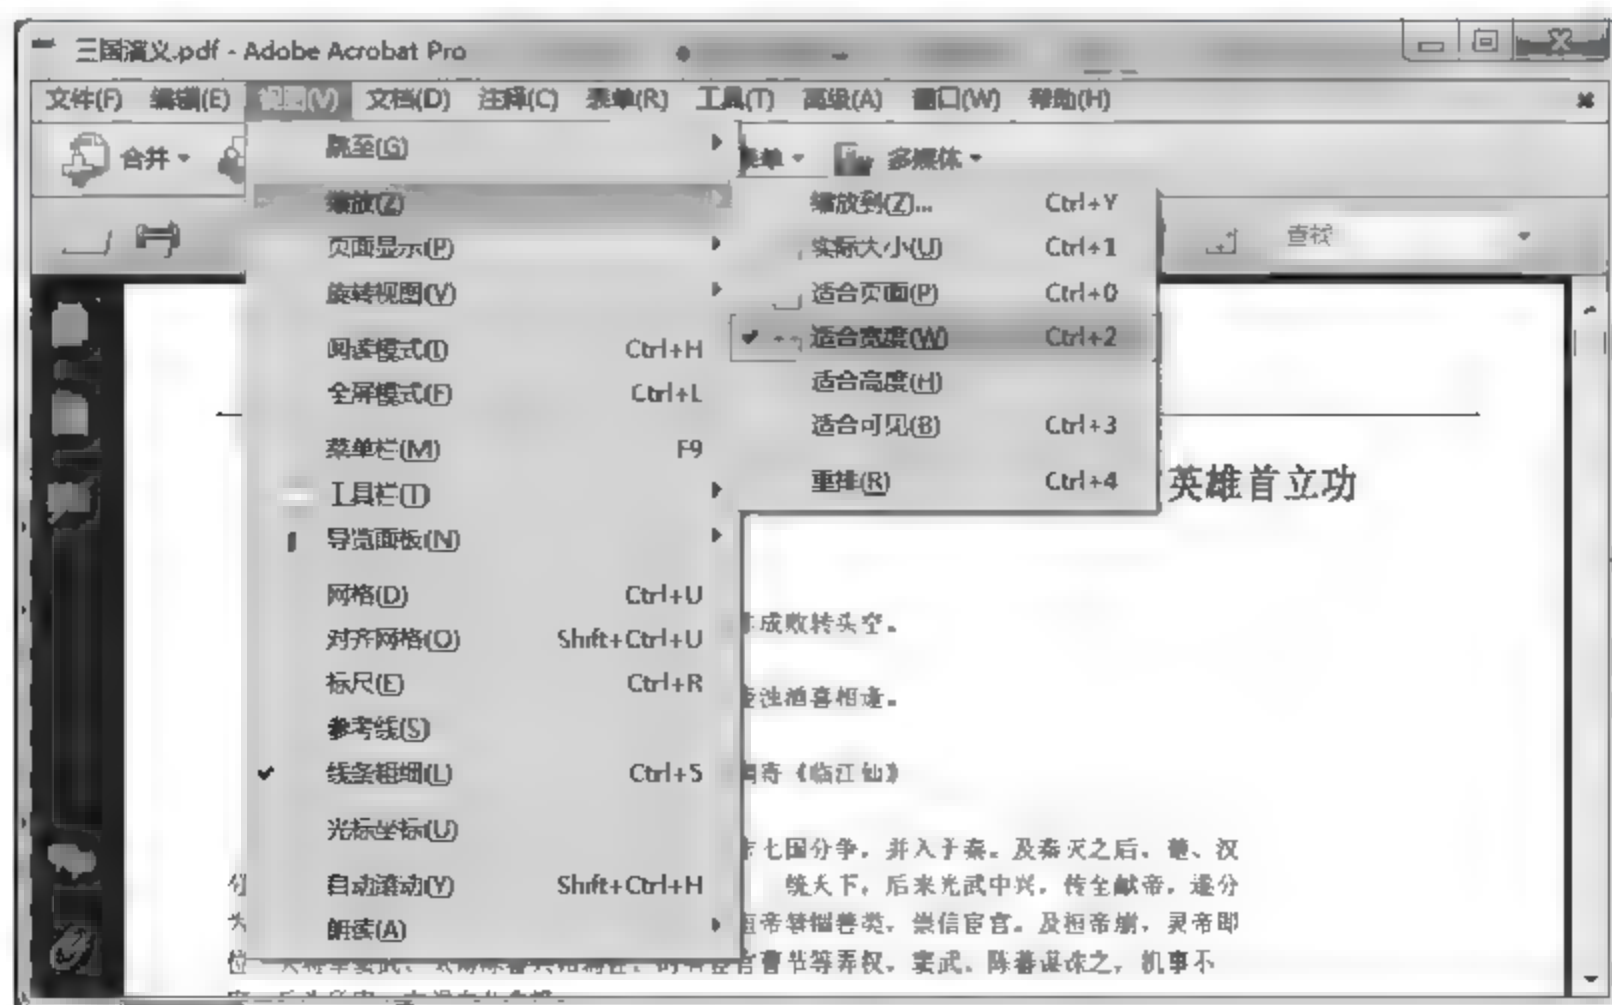 三国演义.pdf - Adobe Acrobat Pro
文件(F) 编辑(E) 视图(V) 文档(D) 注释(C) 表单(R) 工具(T) 高级(A) 窗口(W) 帮助(H)
合并 表单 多媒体
查找
跳至(G)
缩放(Z)
页面显示(P)
旋转视图(V)
阅读模式(I) Ctrl+H
全屏模式(F) Ctrl+L
菜单栏(M) F9
工具栏(T)
导览面板(N)
网格(D) Ctrl+U
对齐网格(O) Shift+Ctrl+U
标尺(E) Ctrl+R
参考线(S)
线条粗细(L) Ctrl+5
光标坐标(U)
自动滚动(Y) Shift+Ctrl+H
朗读(A)
缩放到(Z)... Ctrl+Y
实际大小(U) Ctrl+1
适合页面(P) Ctrl+0
适合宽度(W) Ctrl+2
适合高度(H)
适合可见(B) Ctrl+3
重排(R) Ctrl+4
英雄首立功
成败转头空。
浊酒喜相逢。
调寄《临江仙》
七国分争，并入于秦。及秦灭之后，楚、汉
分 统天下，后来光武中兴，传至献帝，遂分
为 桓帝禁锢善类，崇信宦官。及桓帝崩，灵帝即
位 官曹节等弄权，窦武、陈蕃谋诛之，机事不